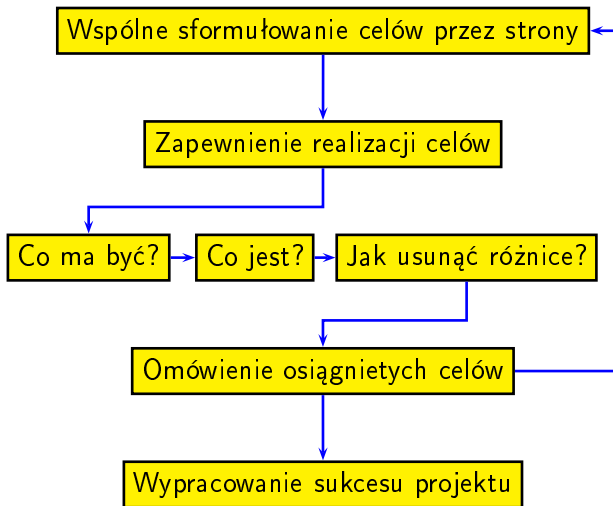 Wspólne sformułowanie celów przez strony
Zapewnienie realizacji celów
Co ma być?
Co jest?
Jak usunąć różnice?
Omówienie osiągnietych celów
Wypracowanie sukcesu projektu